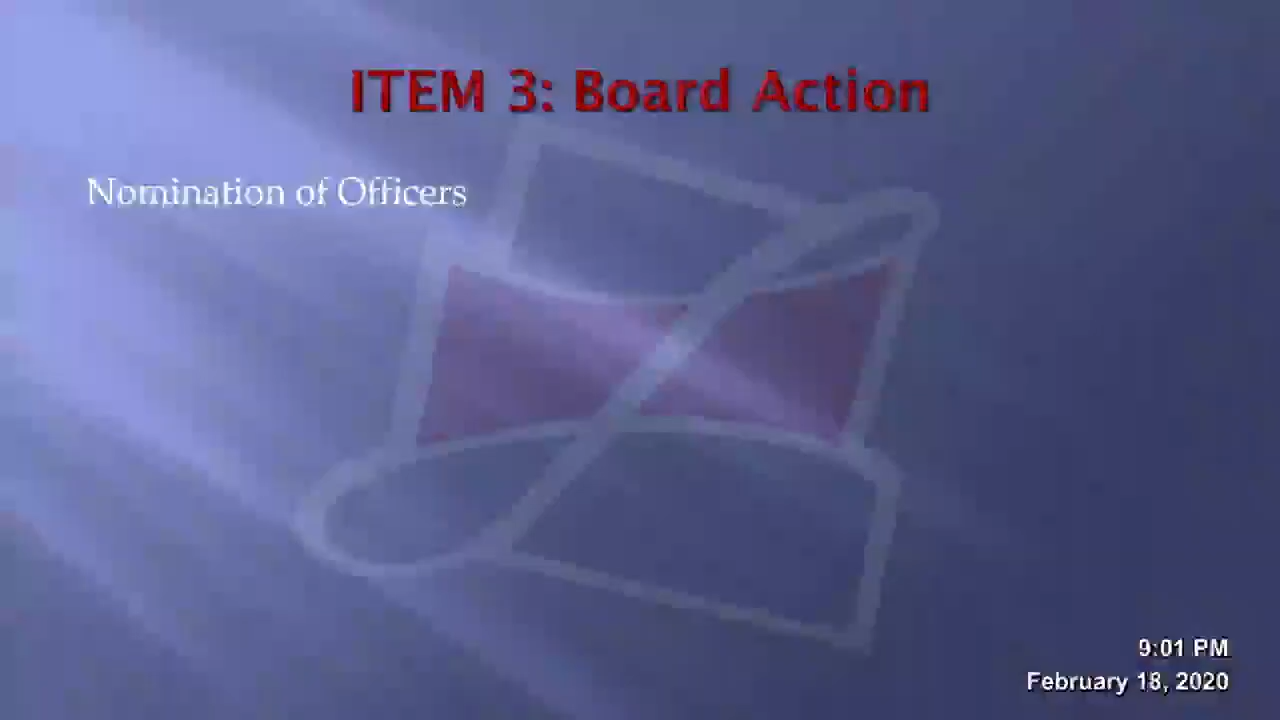 ITEM 3: Board Action
Nomination of Officers
9:01 PM
February 18, 2020